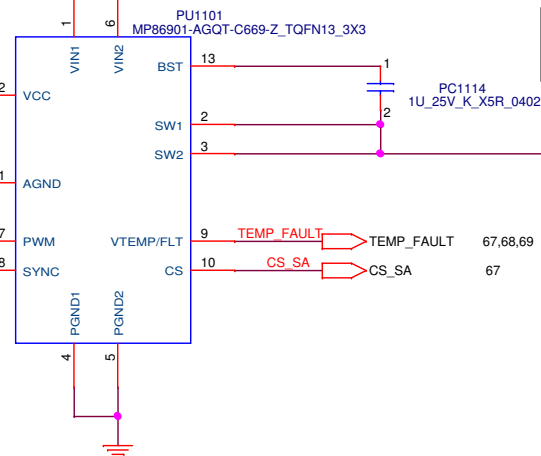 PU1101
MP86901-AGQT-C669-Z_TQFN13_3X3
1
6
VIN1
VIN2
BST
13
1
PC1114
1U_25V_K_X5R_0402
2
2
VCC
SW1
2
SW2
3
1
AGND
7
PWM
VTEMP/FLT
9
TEMP_FAULT
TEMP_FAULT
67,68,69
8
SYNC
CS
10
CS_SA
CS_SA
67
PGND1
PGND2
4
5